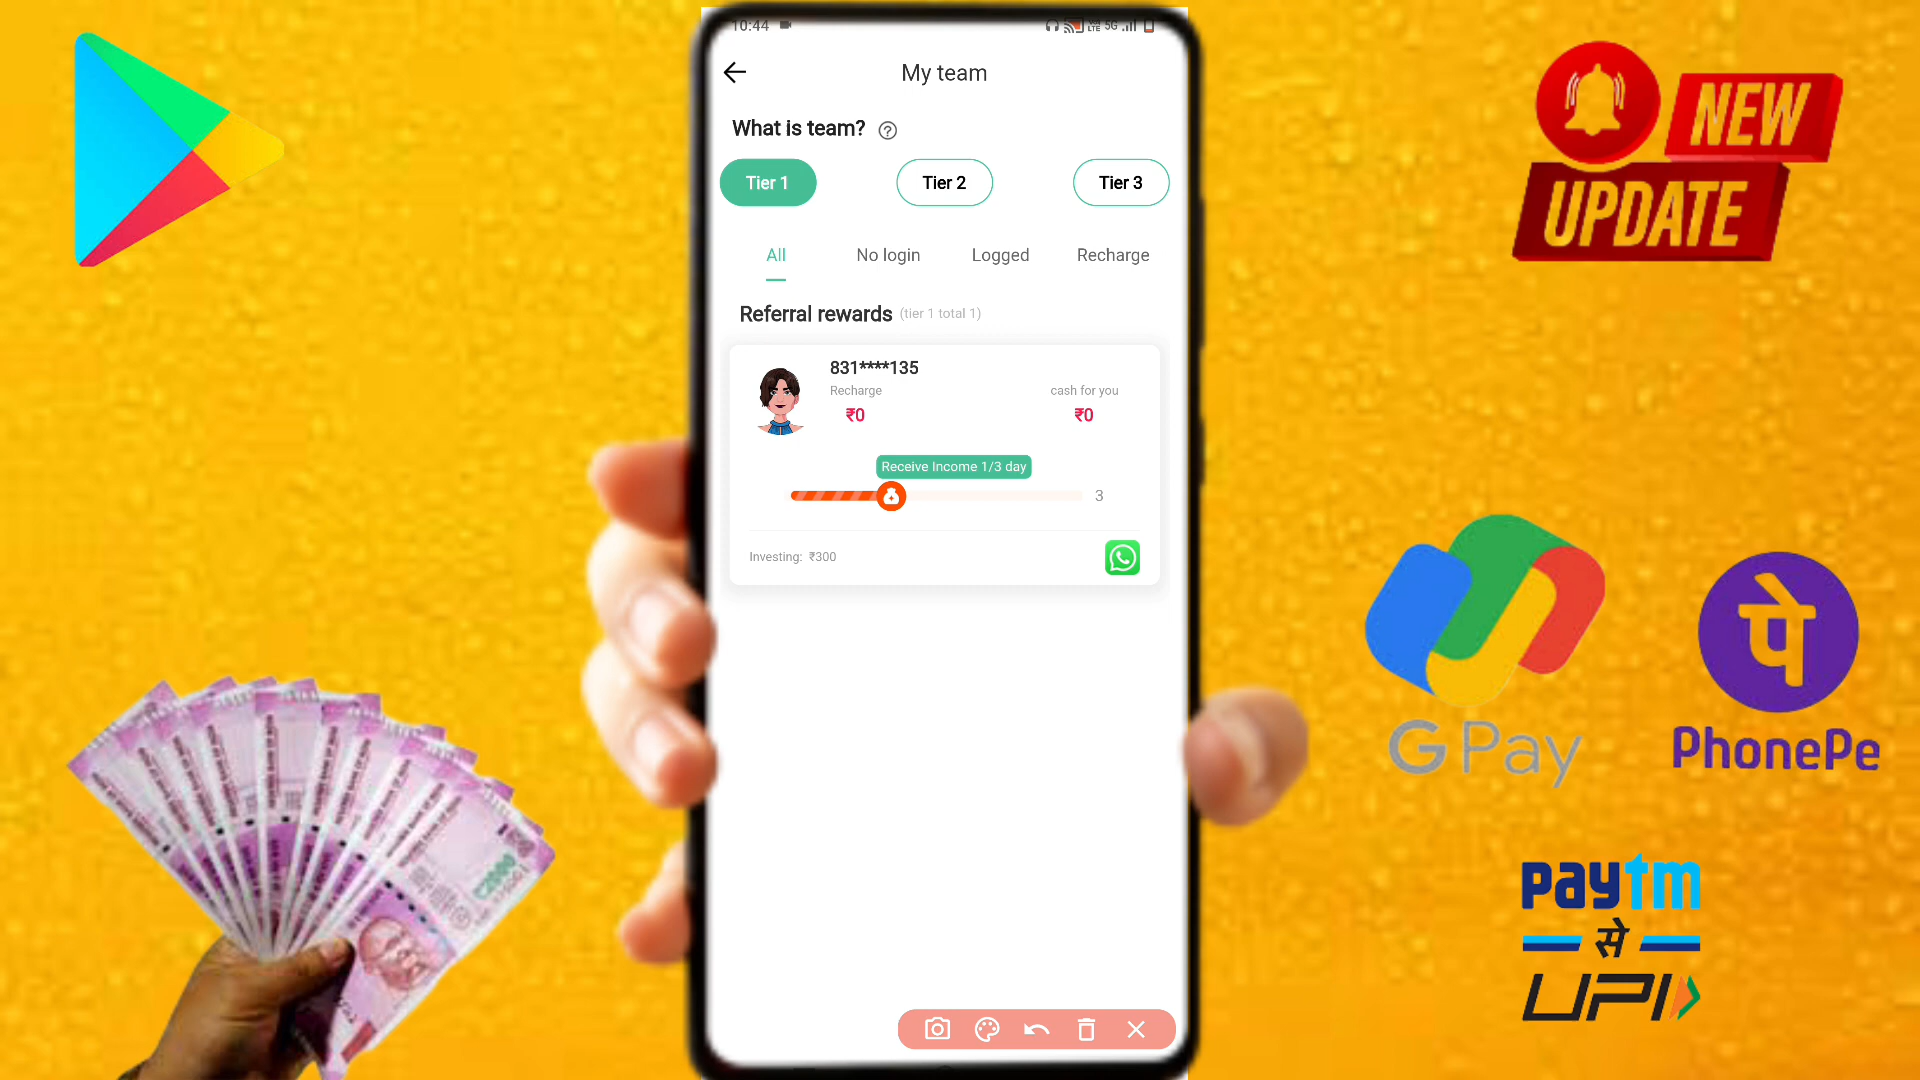 10:44
5G
My team
What is team? ?
Tier 1 Tier 2 Tier 3
All No login Logged Recharge
Referral rewards (tier 1 total 1)
831****135
Recharge cash for you
₹0 ₹0
Receive Income 1/3 day
3
Investing: ₹300
NEW
UPDATE
G Pay
पे
PhonePe
paytm
से
UPI